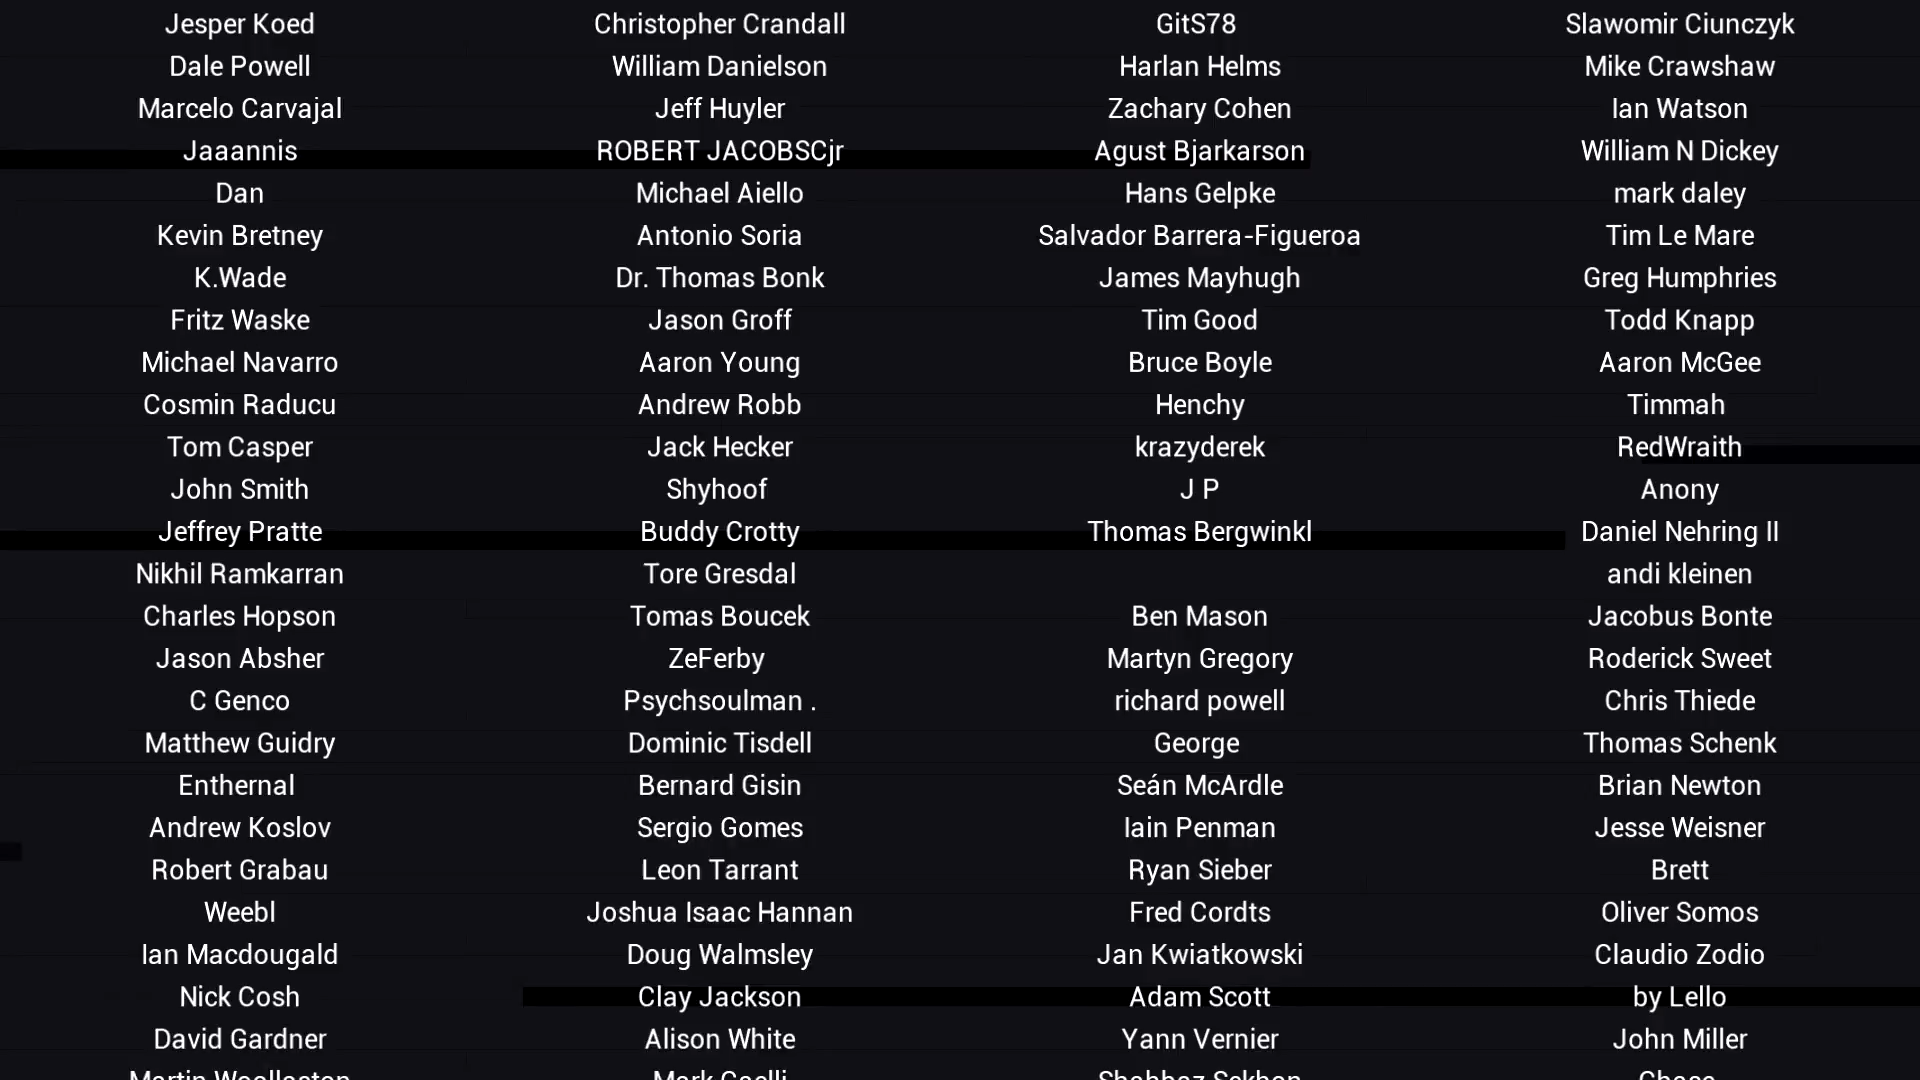 Jesper Koed Christopher Crandall GitS78 Slawomir Ciunczyk
Dale Powell William Danielson Harlan Helms Mike Crawshaw
Marcelo Carvajal Jeff Huyler Zachary Cohen Ian Watson
Jaaannis ROBERT JACOBSCjr Agust Bjarkarson William N Dickey
Dan Michael Aiello Hans Gelpke mark daley
Kevin Bretney Antonio Soria Salvador Barrera-Figueroa Tim Le Mare
K.Wade Dr. Thomas Bonk James Mayhugh Greg Humphries
Fritz Waske Jason Groff Tim Good Todd Knapp
Michael Navarro Aaron Young Bruce Boyle Aaron McGee
Cosmin Raducu Andrew Robb Henchy Timmah
Tom Casper Jack Hecker krazyderek RedWraith
John Smith Shyhoof J P Anony
Jeffrey Pratte Buddy Crotty Thomas Bergwinkl Daniel Nehring II
Nikhil Ramkarran Tore Gresdal andi kleinen
Charles Hopson Tomas Boucek Ben Mason Jacobus Bonte
Jason Absher ZeFerby Martyn Gregory Roderick Sweet
C Genco Psychsoulman . richard powell Chris Thiede
Matthew Guidry Dominic Tisdell George Thomas Schenk
Enthernal Bernard Gisin Seán McArdle Brian Newton
Andrew Koslov Sergio Gomes Iain Penman Jesse Weisner
Robert Grabau Leon Tarrant Ryan Sieber Brett
Weebl Joshua Isaac Hannan Fred Cordts Oliver Somos
Ian Macdougald Doug Walmsley Jan Kwiatkowski Claudio Zodio
Nick Cosh Clay Jackson Adam Scott by Lello
David Gardner Alison White Yann Vernier John Miller
Martin Mark